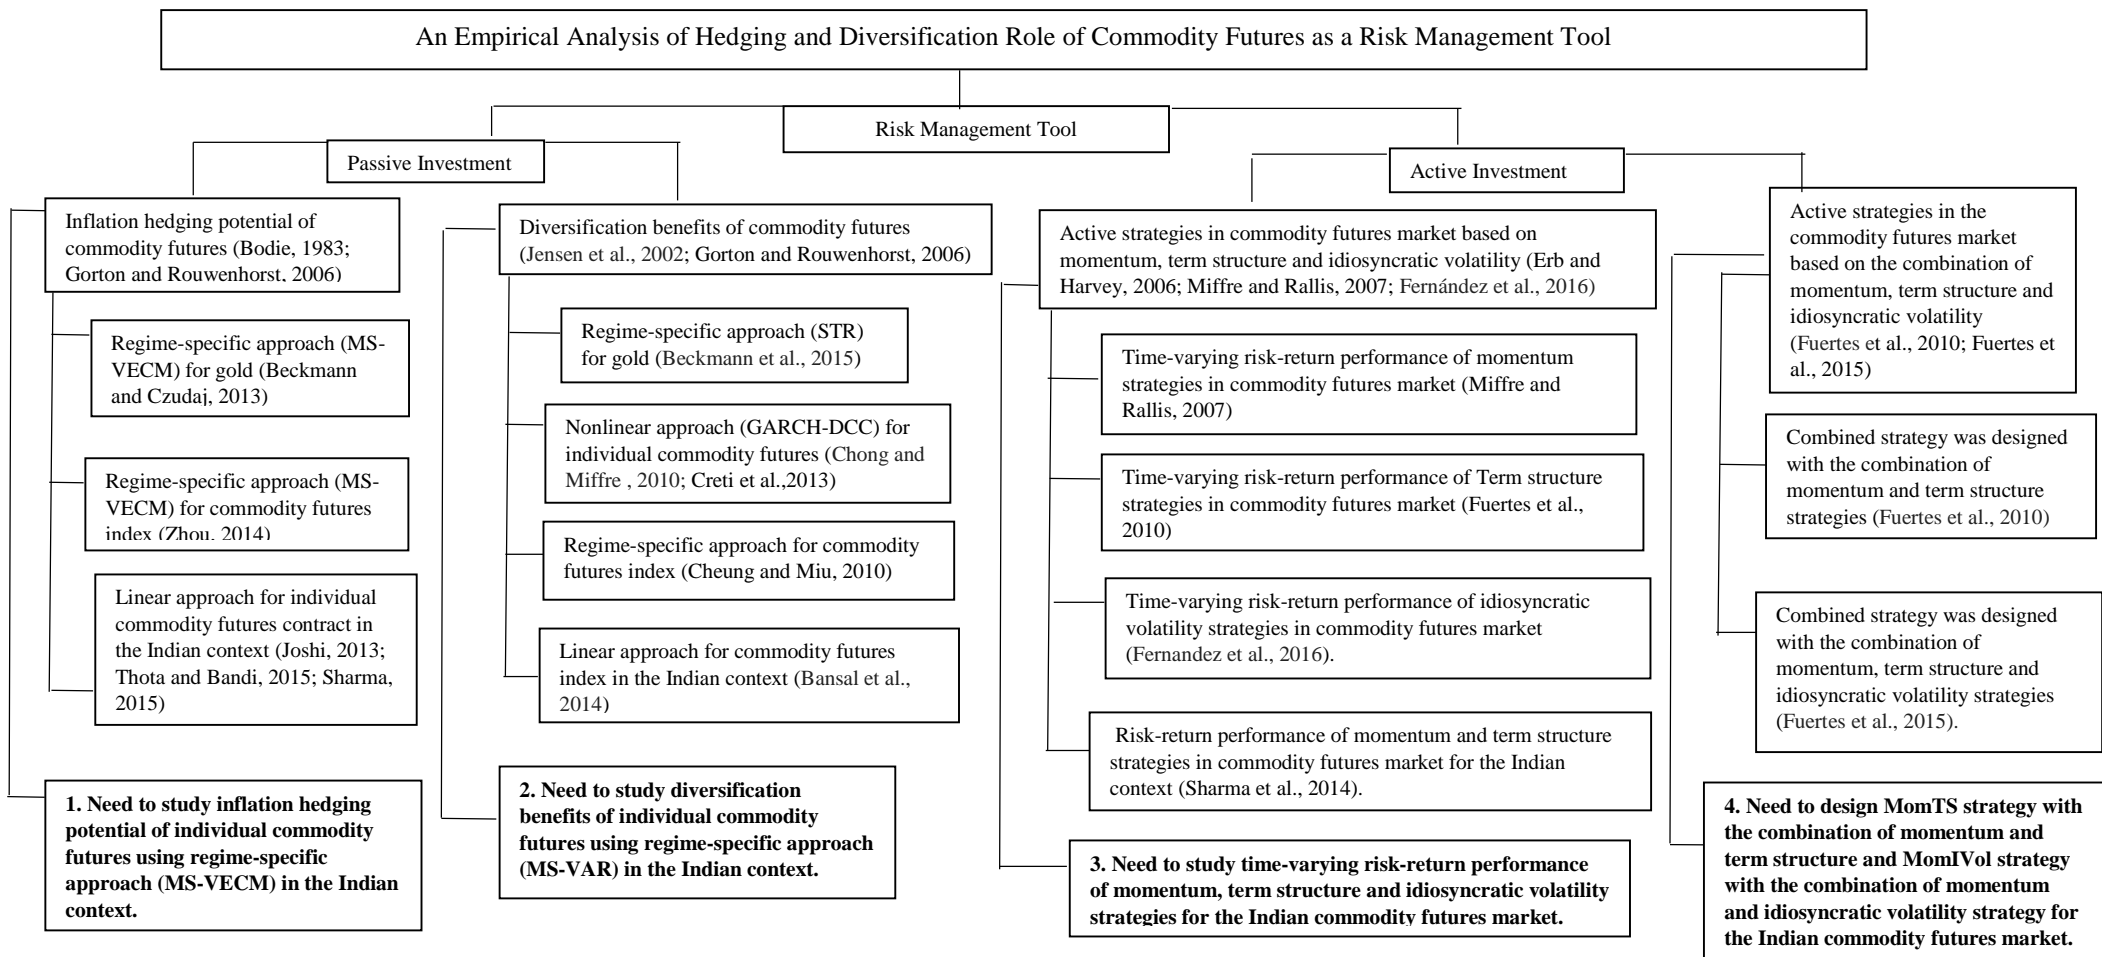 An Empirical Analysis of Hedging and Diversification Role of Commodity Futures as a Risk Management Tool
Risk Management Tool
Passive Investment
Active Investment
Inflation hedging potential of
commodity futures (Bodie, 1983;
Gorton and Rouwenhorst, 2006)
Regime-specific approach (MS-
VECM) for gold (Beckmann
and Czudaj, 2013)
Regime-specific approach (MS-
VECM) for commodity futures
index (Zhou, 2014)
Linear approach for individual
commodity futures contract in
the Indian context (Joshi, 2013;
Thota and Bandi, 2015; Sharma,
2015)
1. Need to study inflation hedging
potential of individual commodity
futures using regime-specific
approach (MS-VECM) in the Indian
context.
Diversification benefits of commodity futures
(Jensen et al., 2002; Gorton and Rouwenhorst, 2006)
Regime-specific approach (STR)
for gold (Beckmann et al., 2015)
Nonlinear approach (GARCH-DCC) for
individual commodity futures (Chong and
Miffre , 2010; Creti et al.,2013)
Regime-specific approach for commodity
futures index (Cheung and Miu, 2010)
Linear approach for commodity futures
index in the Indian context (Bansal et al.,
2014)
2. Need to study diversification
benefits of individual commodity
futures using regime-specific approach
(MS-VAR) in the Indian context.
Active strategies in commodity futures market based on
momentum, term structure and idiosyncratic volatility (Erb and
Harvey, 2006; Miffre and Rallis, 2007; Fernández et al., 2016)
Time-varying risk-return performance of momentum
strategies in commodity futures market (Miffre and
Rallis, 2007)
Time-varying risk-return performance of Term structure
strategies in commodity futures market (Fuertes et al.,
2010)
Time-varying risk-return performance of idiosyncratic
volatility strategies in commodity futures market
(Fernandez et al., 2016).
Risk-return performance of momentum and term structure
strategies in commodity futures market for the Indian
context (Sharma et al., 2014).
3. Need to study time-varying risk-return performance
of momentum, term structure and idiosyncratic volatility
strategies for the Indian commodity futures market.
Active strategies in the
commodity futures market
based on the combination of
momentum, term structure and
idiosyncratic volatility
(Fuertes et al., 2010; Fuertes et
al., 2015)
Combined strategy was designed
with the combination of
momentum and term structure
strategies (Fuertes et al., 2010)
Combined strategy was designed
with the combination of
momentum, term structure and
idiosyncratic volatility strategies
(Fuertes et al., 2015).
4. Need to design MomTS strategy with
the combination of momentum and
term structure and MomIVol strategy
with the combination of momentum
and idiosyncratic volatility strategy for
the Indian commodity futures market.